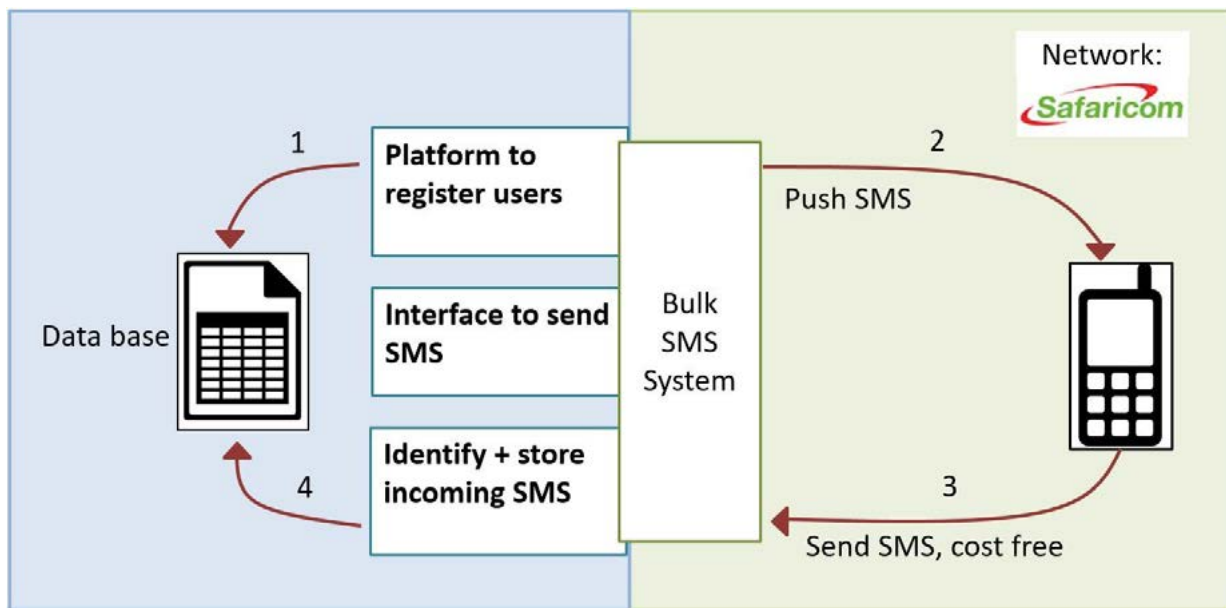 Network:
Safaricom
1
Platform to
register users
2
Push SMS
Data base
Interface to send
SMS
Bulk
SMS
System
Identify + store
incoming SMS
4
3
Send SMS, cost free